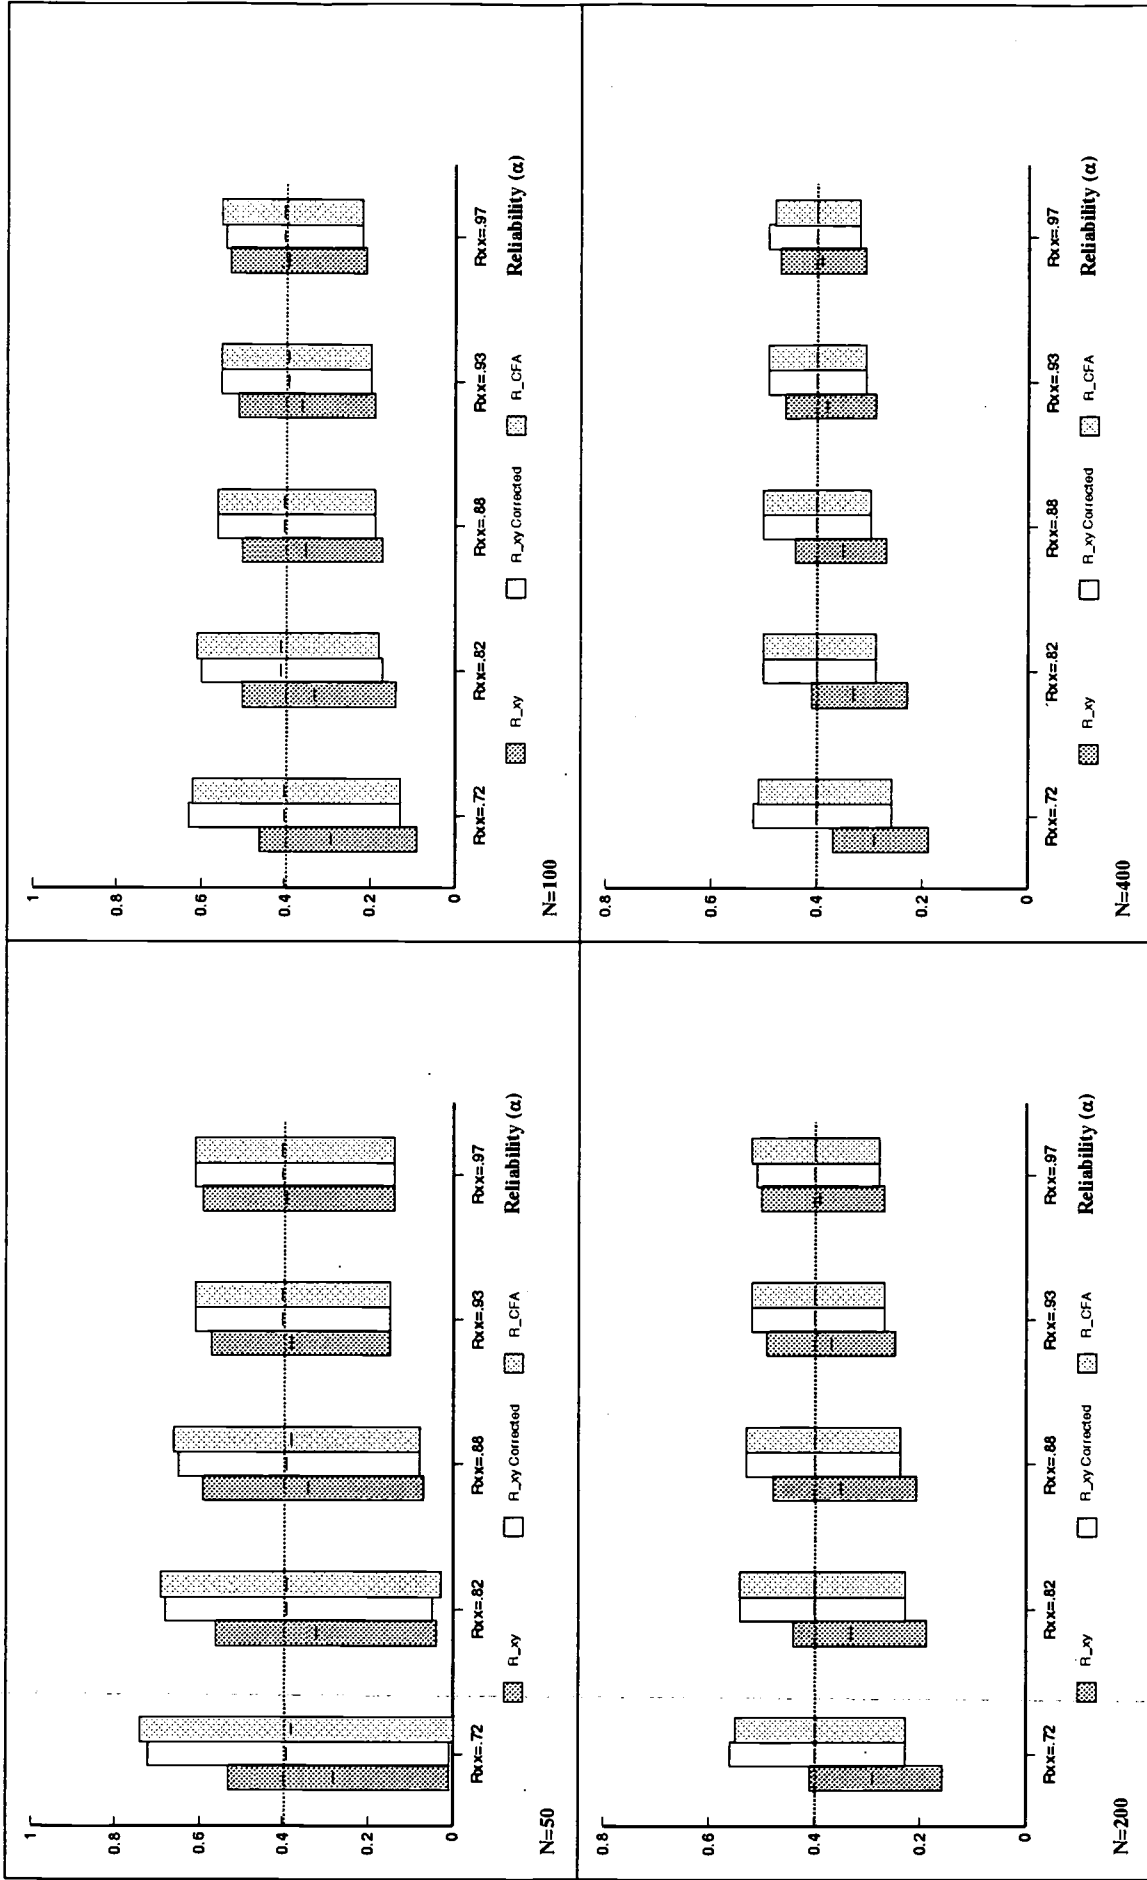 1
0.8
0.6
0.4
0.2
0
Rxx=.72 Rxx=.82 Rxx=.88 Rxx=.93 Rxx=.97
N=50 R_xy R_xy Corrected R_CFA Reliability (α)
1
0.8
0.6
0.4
0.2
0
Rxx=.72 Rxx=.82 Rxx=.88 Rxx=.93 Rxx=.97
N=100 R_xy R_xy Corrected R_CFA Reliability (α)
0.8
0.6
0.4
0.2
0
Rxx=.72 Rxx=.82 Rxx=.88 Rxx=.93 Rxx=.97
R_xy R_xy Corrected R_CFA Reliability (α)
N=200
0.8
0.6
0.4
0.2
0
Rxx=.72 Rxx=.82 Rxx=.88 Rxx=.93 Rxx=.97
R_xy R_xy Corrected R_CFA Reliability (α)
N=400